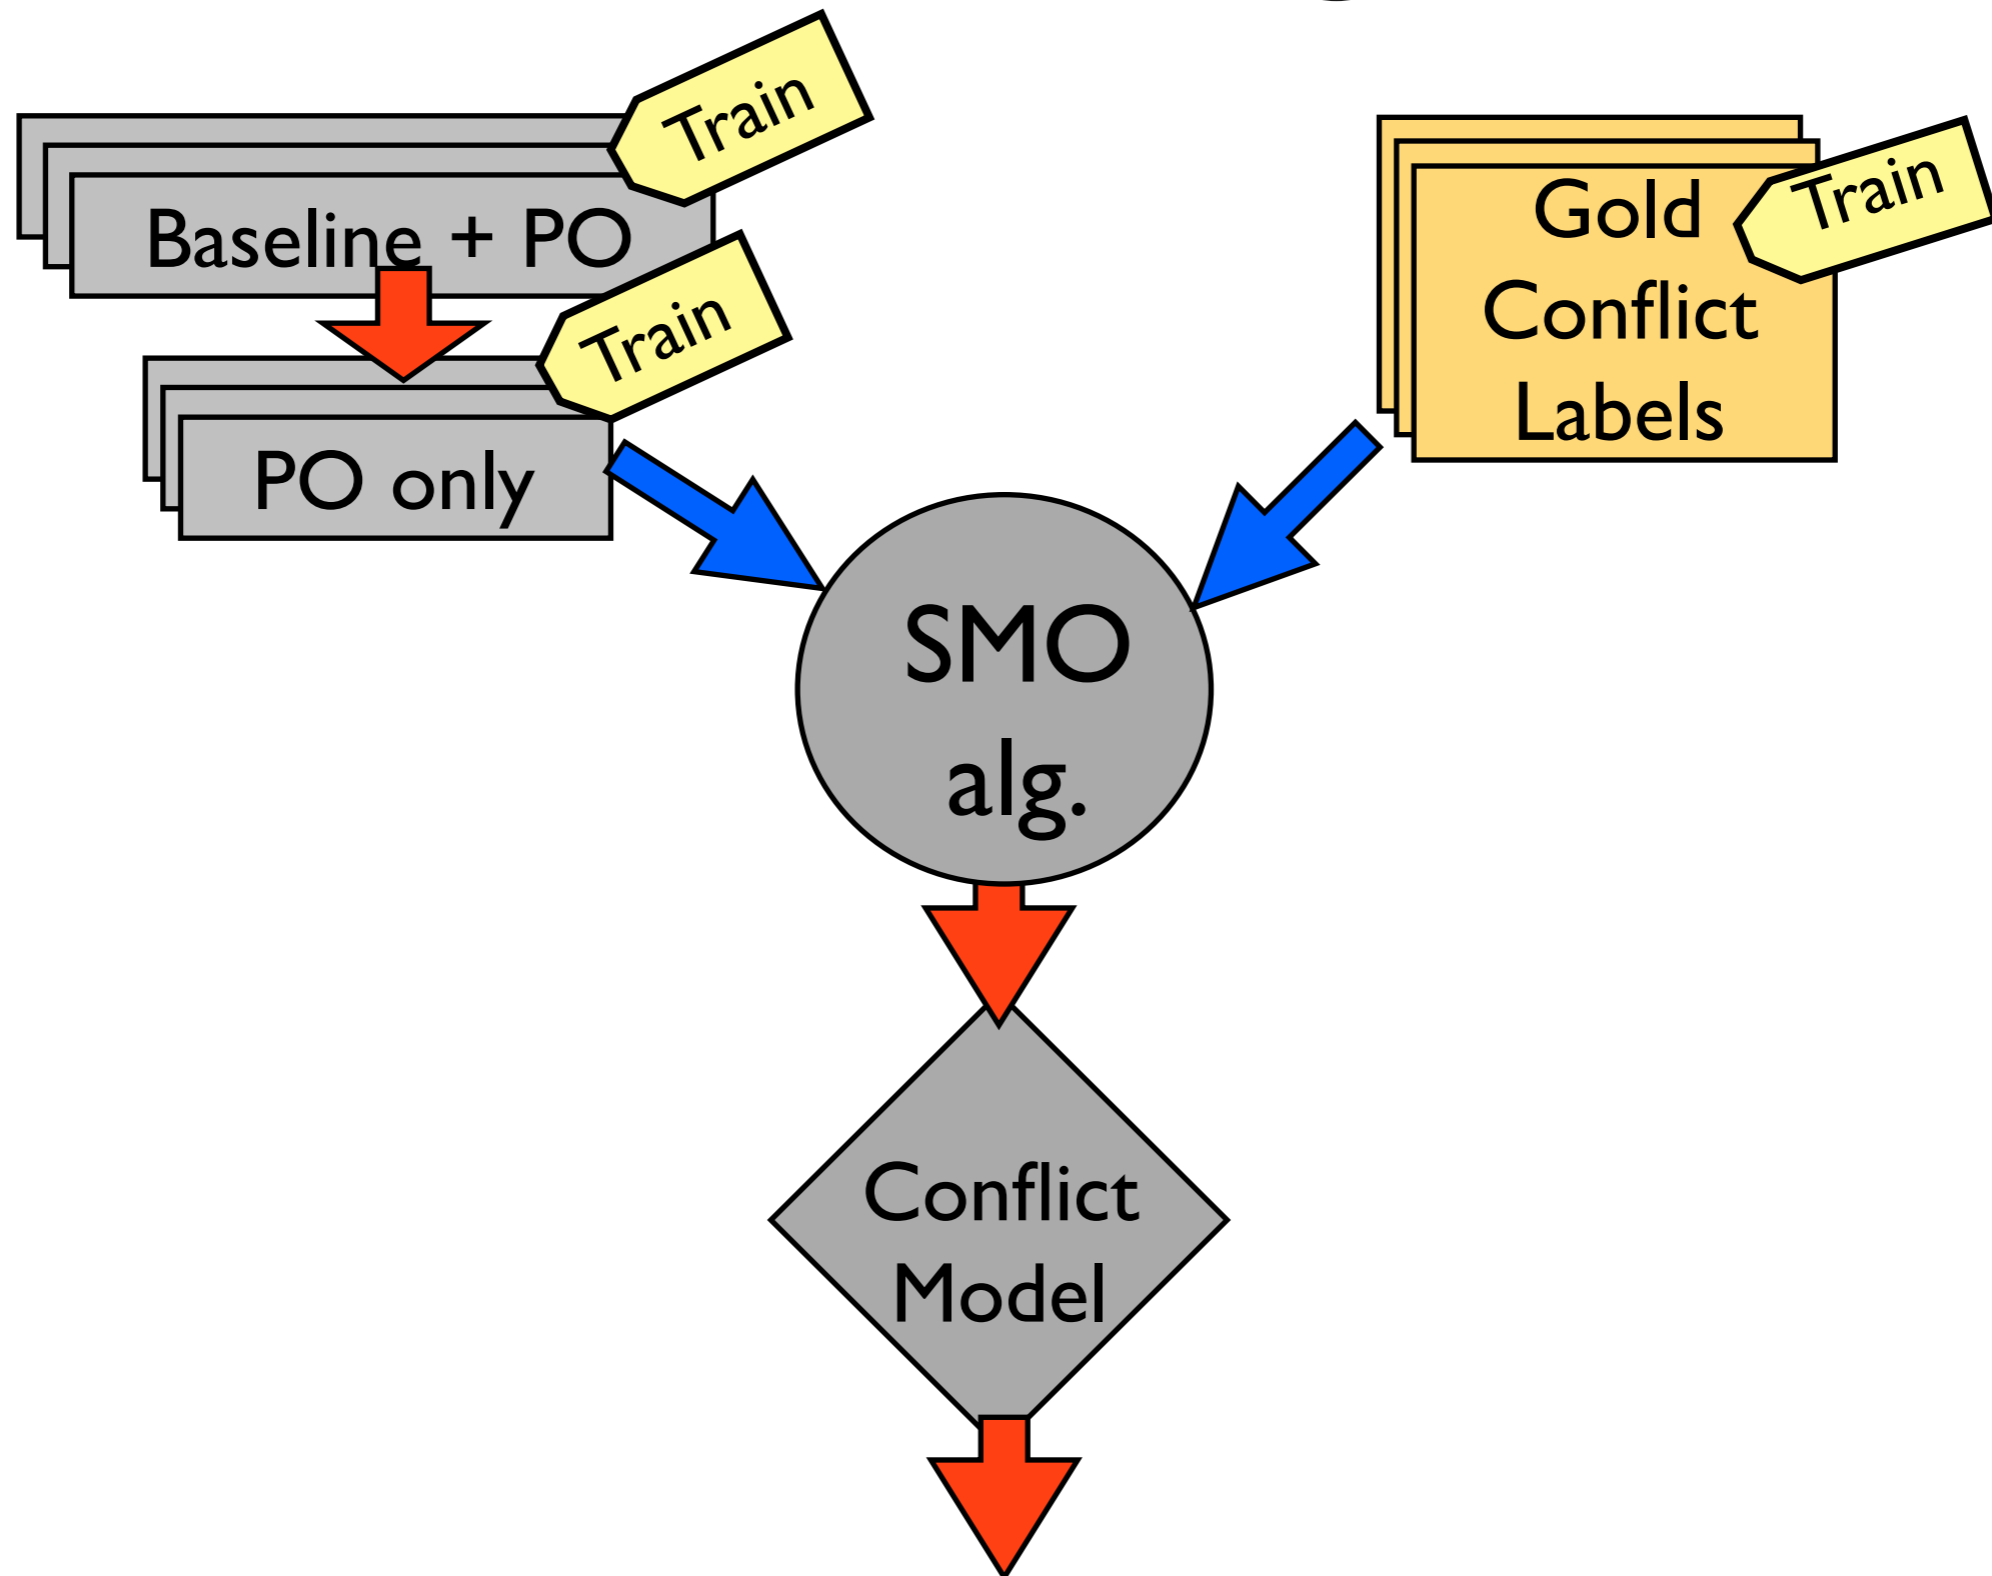 Train
Baseline + PO
Train
PO only
Train
Gold
Conflict
Labels
SMO
alg.
Conflict
Model